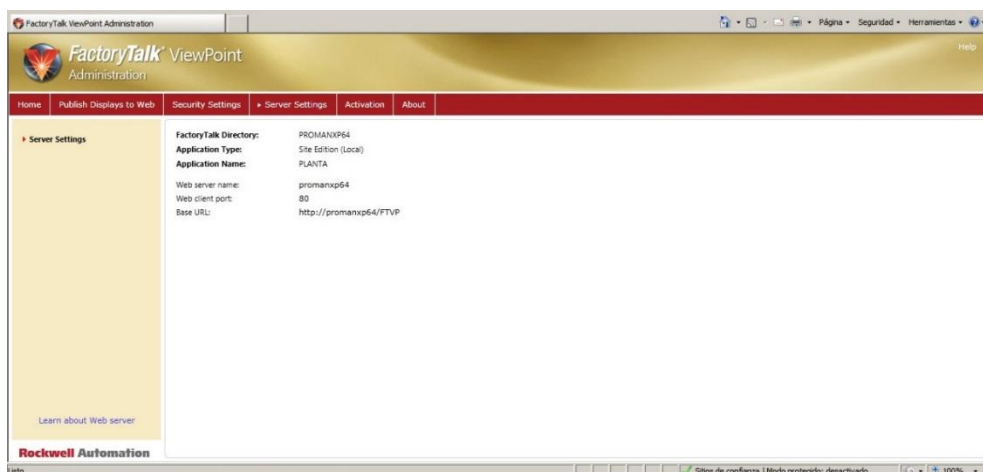 FactoryTalk ViewPoint Administration
Página Seguridad Herramientas
FactoryTalk ViewPoint
Administration
Help
Home Publish Displays to Web Security Settings Server Settings Activation About
Server Settings
FactoryTalk Directory: PROMANXP64
Application Type: Site Edition (Local)
Application Name: PLANTA
Web server name: promanxp64
Web client port: 80
Base URL: http://promanxp64/FTVP
Learn about Web server
Rockwell Automation
Listo
Sitios de confianza | Modo protegido: desactivado 100%